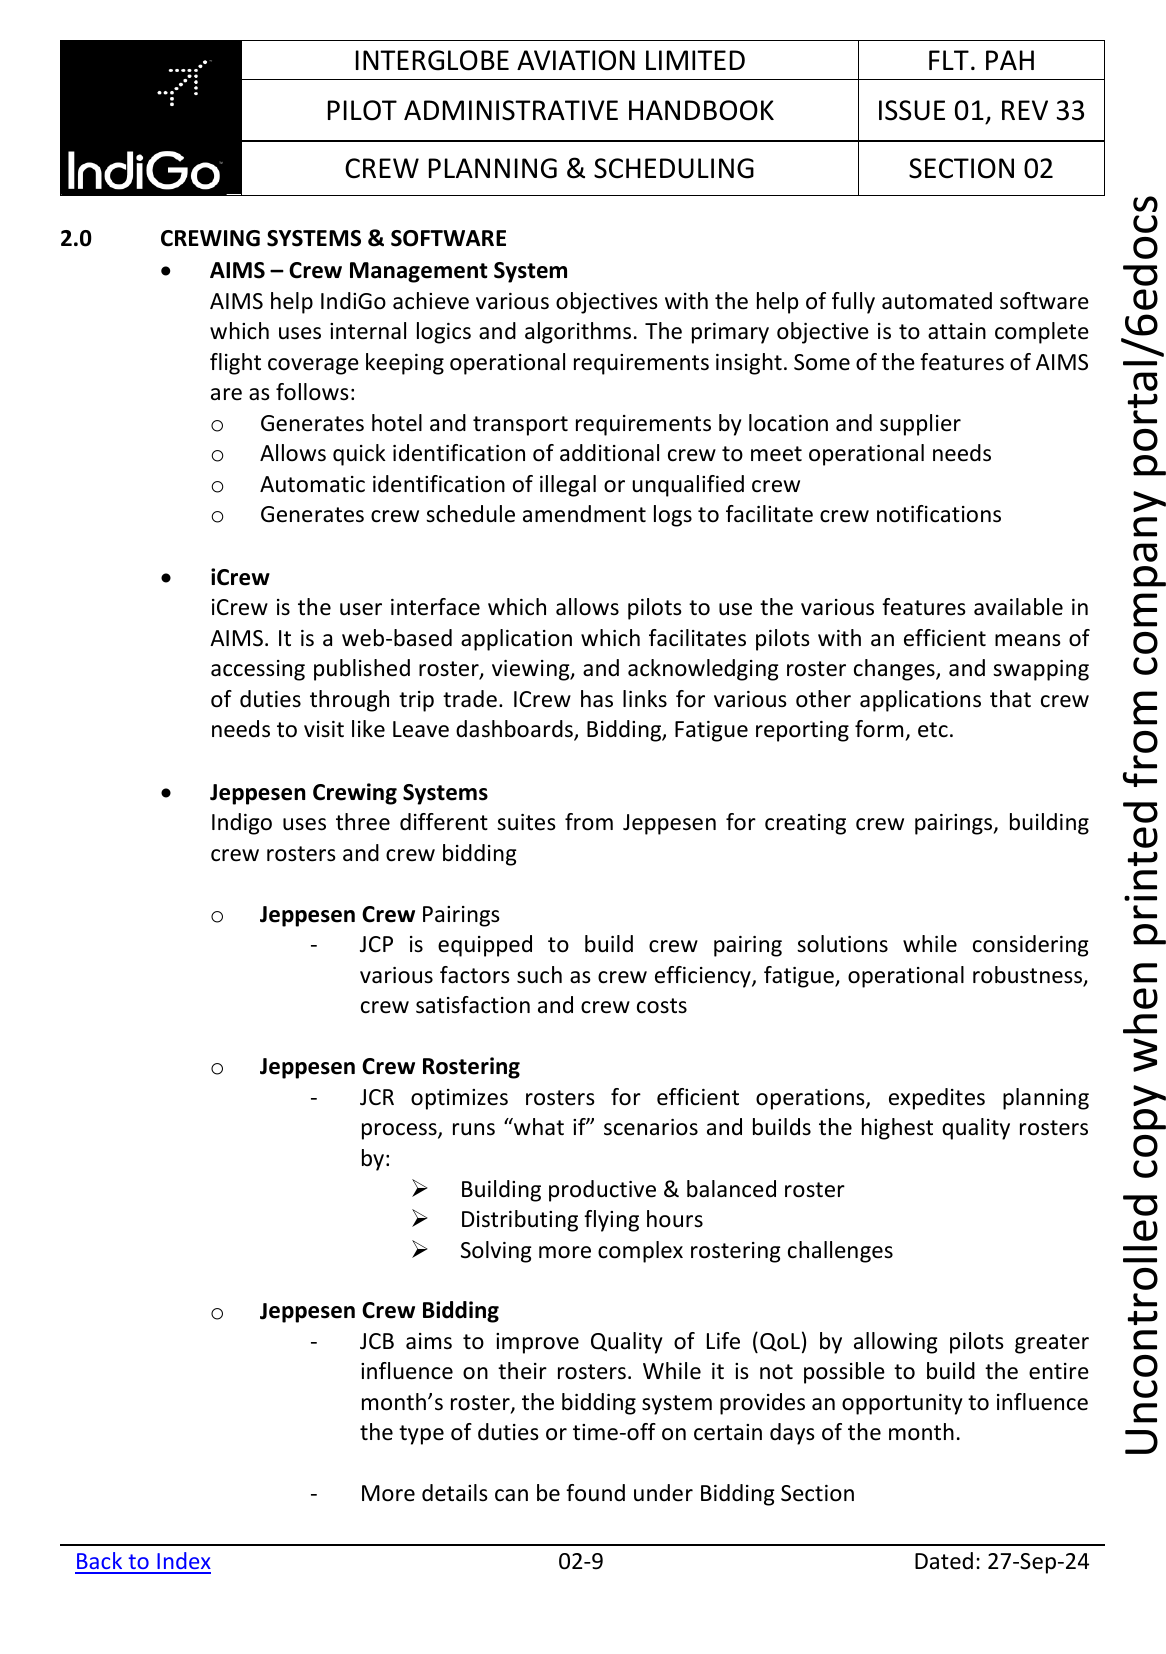 INTERGLOBE AVIATION LIMITED
FLT. PAH
PILOT ADMINISTRATIVE HANDBOOK
ISSUE 01, REV 33
IndiGo
CREW PLANNING & SCHEDULING
SECTION 02
2.0 CREWING SYSTEMS & SOFTWARE
• AIMS – Crew Management System
AIMS help IndiGo achieve various objectives with the help of fully automated software
which uses internal logics and algorithms. The primary objective is to attain complete
flight coverage keeping operational requirements insight. Some of the features of AIMS
are as follows:
o Generates hotel and transport requirements by location and supplier
o Allows quick identification of additional crew to meet operational needs
o Automatic identification of illegal or unqualified crew
o Generates crew schedule amendment logs to facilitate crew notifications
• iCrew
iCrew is the user interface which allows pilots to use the various features available in
AIMS. It is a web-based application which facilitates pilots with an efficient means of
accessing published roster, viewing, and acknowledging roster changes, and swapping
of duties through trip trade. ICrew has links for various other applications that crew
needs to visit like Leave dashboards, Bidding, Fatigue reporting form, etc.
• Jeppesen Crewing Systems
Indigo uses three different suites from Jeppesen for creating crew pairings, building
crew rosters and crew bidding
o Jeppesen Crew Pairings
- JCP is equipped to build crew pairing solutions while considering
various factors such as crew efficiency, fatigue, operational robustness,
crew satisfaction and crew costs
o Jeppesen Crew Rostering
- JCR optimizes rosters for efficient operations, expedites planning
process, runs “what if” scenarios and builds the highest quality rosters
by:
➢ Building productive & balanced roster
➢ Distributing flying hours
➢ Solving more complex rostering challenges
o Jeppesen Crew Bidding
- JCB aims to improve Quality of Life (QoL) by allowing pilots greater
influence on their rosters. While it is not possible to build the entire
month’s roster, the bidding system provides an opportunity to influence
the type of duties or time-off on certain days of the month.
- More details can be found under Bidding Section
Back to Index
02-9
Dated: 27-Sep-24
Uncontrolled copy when printed from company portal/6edocs